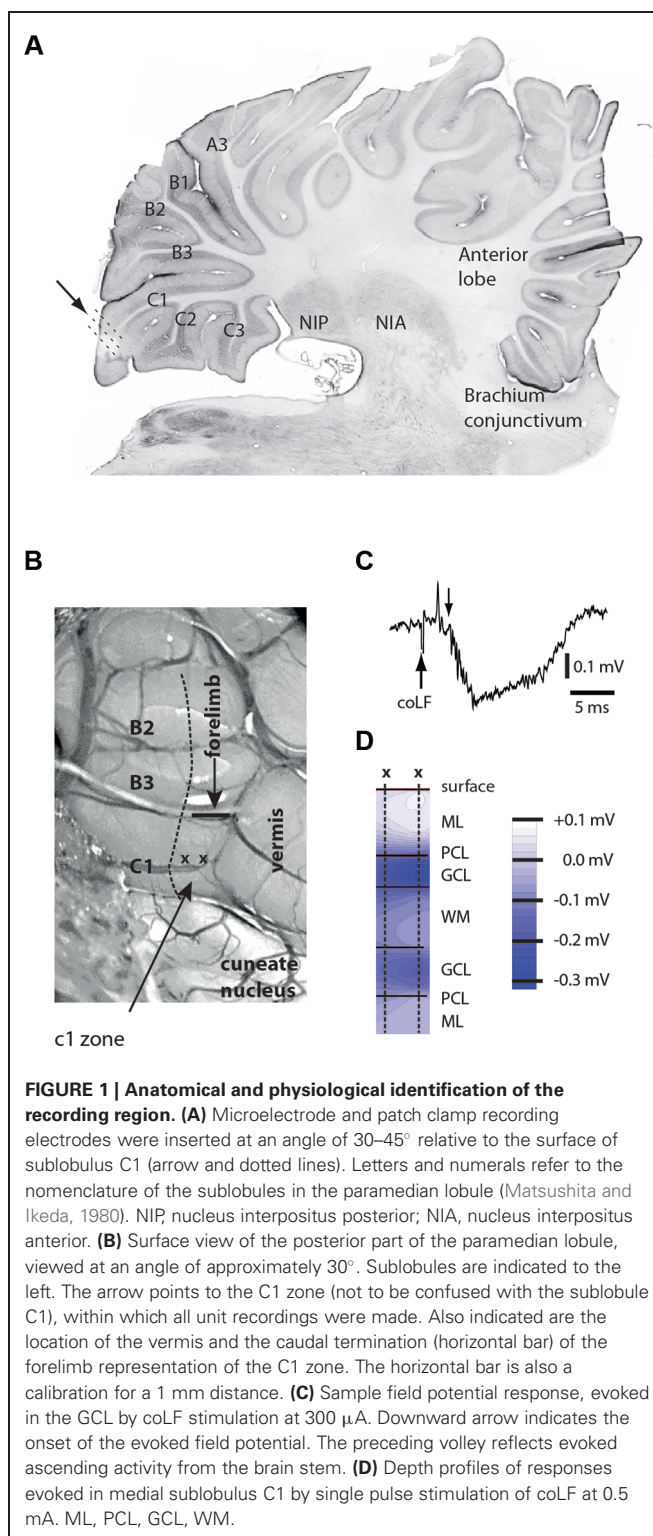 A
A3
B1
B2
B3
C1
C2
C3
NIP
NIA
Anterior
lobe
Brachium
conjunctivum
B
B2
B3
C1
forelimb
vermis
x x
cuneate
nucleus
c1 zone
C
coLF
0.1 mV
5 ms
D
x x
surface
ML
PCL
GCL
WM
GCL
PCL
ML
+0.1 mV
0.0 mV
-0.1 mV
-0.2 mV
-0.3 mV
FIGURE 1 | Anatomical and physiological identification of the
recording region. (A) Microelectrode and patch clamp recording
electrodes were inserted at an angle of 30–45° relative to the surface of
sublobulus C1 (arrow and dotted lines). Letters and numerals refer to the
nomenclature of the sublobules in the paramedian lobule (Matsushita and
Ikeda, 1980). NIP, nucleus interpositus posterior; NIA, nucleus interpositus
anterior. (B) Surface view of the posterior part of the paramedian lobule,
viewed at an angle of approximately 30°. Sublobules are indicated to the
left. The arrow points to the C1 zone (not to be confused with the sublobule
C1), within which all unit recordings were made. Also indicated are the
location of the vermis and the caudal termination (horizontal bar) of the
forelimb representation of the C1 zone. The horizontal bar is also a
calibration for a 1 mm distance. (C) Sample field potential response, evoked
in the GCL by coLF stimulation at 300 μA. Downward arrow indicates the
onset of the evoked field potential. The preceding volley reflects evoked
ascending activity from the brain stem. (D) Depth profiles of responses
evoked in medial sublobulus C1 by single pulse stimulation of coLF at 0.5
mA. ML, PCL, GCL, WM.